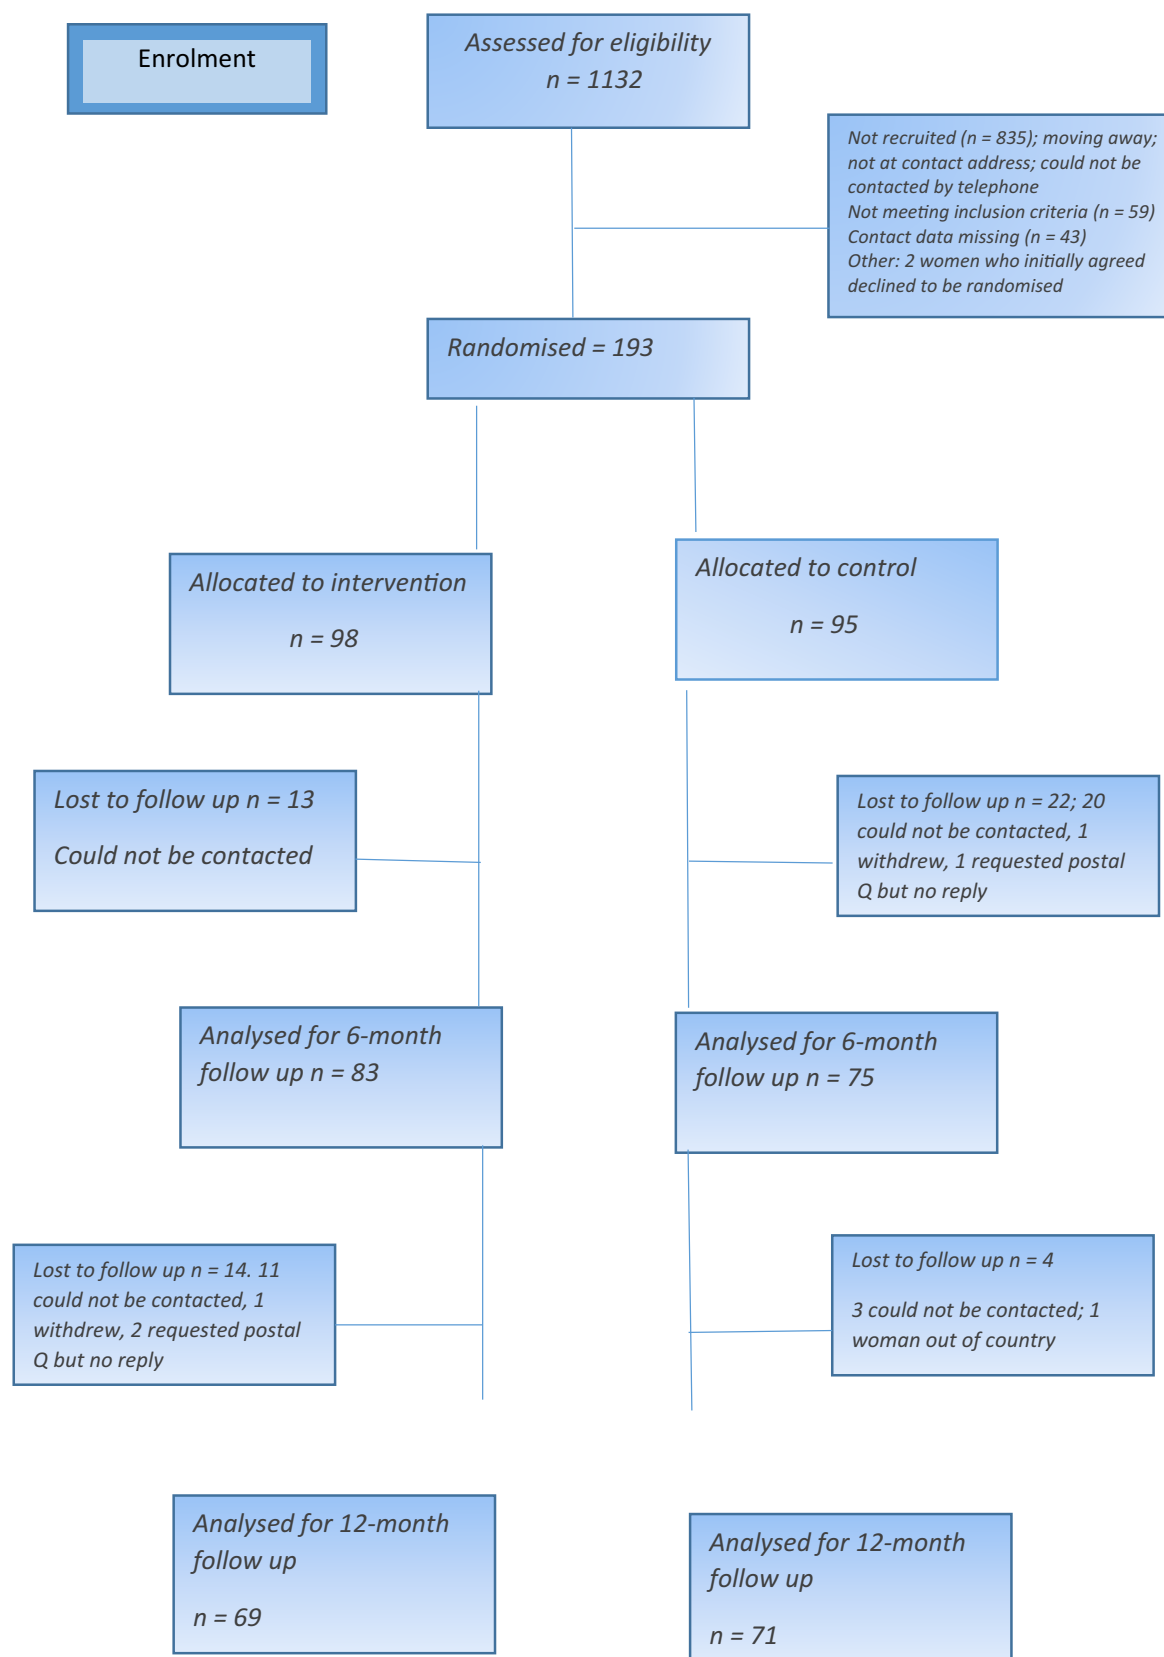 Enrolment
Assessed for eligibility
n = 1132
Not recruited (n = 835); moving away;
not at contact address; could not be
contacted by telephone
Not meeting inclusion criteria (n = 59)
Contact data missing (n = 43)
Other: 2 women who initially agreed
declined to be randomised
Randomised = 193
Allocated to intervention
n = 98
Allocated to control
n = 95
Lost to follow up n = 13
Could not be contacted
Lost to follow up n = 22; 20
could not be contacted, 1
withdrew, 1 requested postal
Q but no reply
Analysed for 6-month
follow up n = 83
Analysed for 6-month
follow up n = 75
Lost to follow up n = 14. 11
could not be contacted, 1
withdrew, 2 requested postal
Q but no reply
Lost to follow up n = 4
3 could not be contacted; 1
woman out of country
Analysed for 12-month
follow up
n = 69
Analysed for 12-month
follow up
n = 71